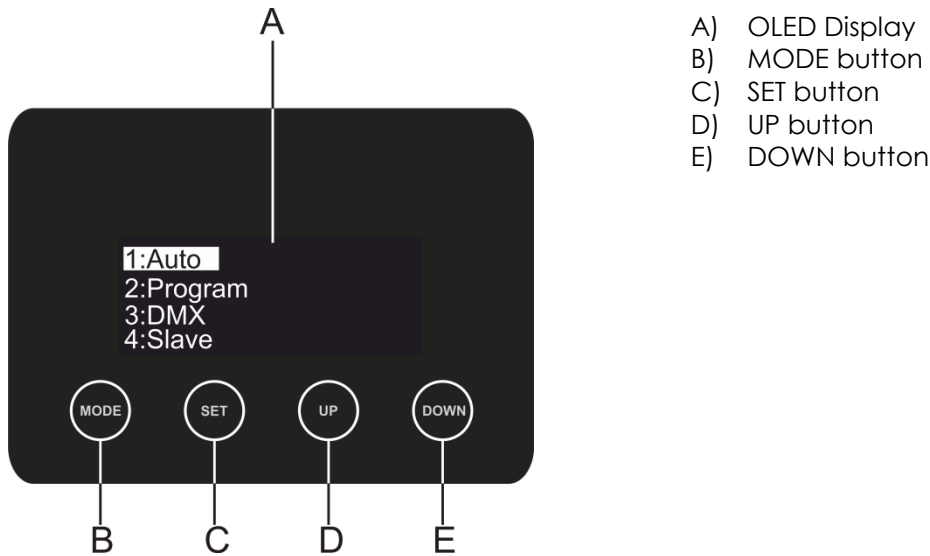 A
A) OLED Display
B) MODE button
C) SET button
D) UP button
E) DOWN button
1:Auto
2:Program
3:DMX
4:Slave
MODE SET UP DOWN
B C D E